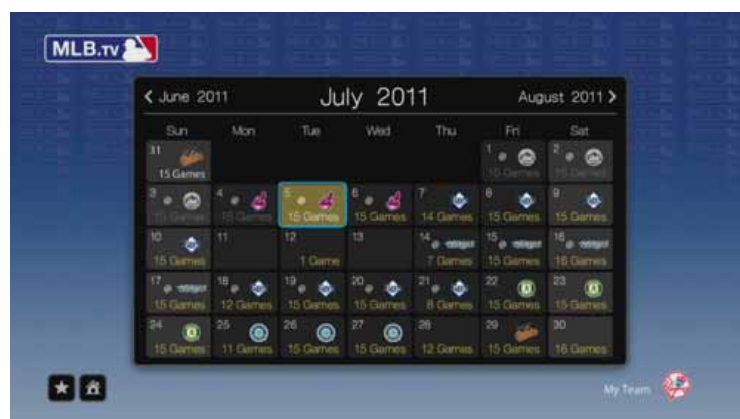 MLB.TV
< June 2011 July 2011 August 2011 >
Sun Mon Tue Wed Thu Fri Sat
31 1 @ 2 @
15 Games 15 Games 15 Games
3 @ 4 @ 5 @ 6 @ 7 8 9
15 Games 15 Games 15 Games 15 Games 14 Games 15 Games 15 Games
10 11 12 13 14 @ 15 @ 16 @
15 Games 1 Game 7 Games 15 Games 16 Games
17 @ 18 @ 19 @ 20 @ 21 @ 22 23
15 Games 12 Games 15 Games 15 Games 8 Games 15 Games 15 Games
24 25 26 27 28 29 30
15 Games 11 Games 15 Games 15 Games 12 Games 15 Games 16 Games
My Team